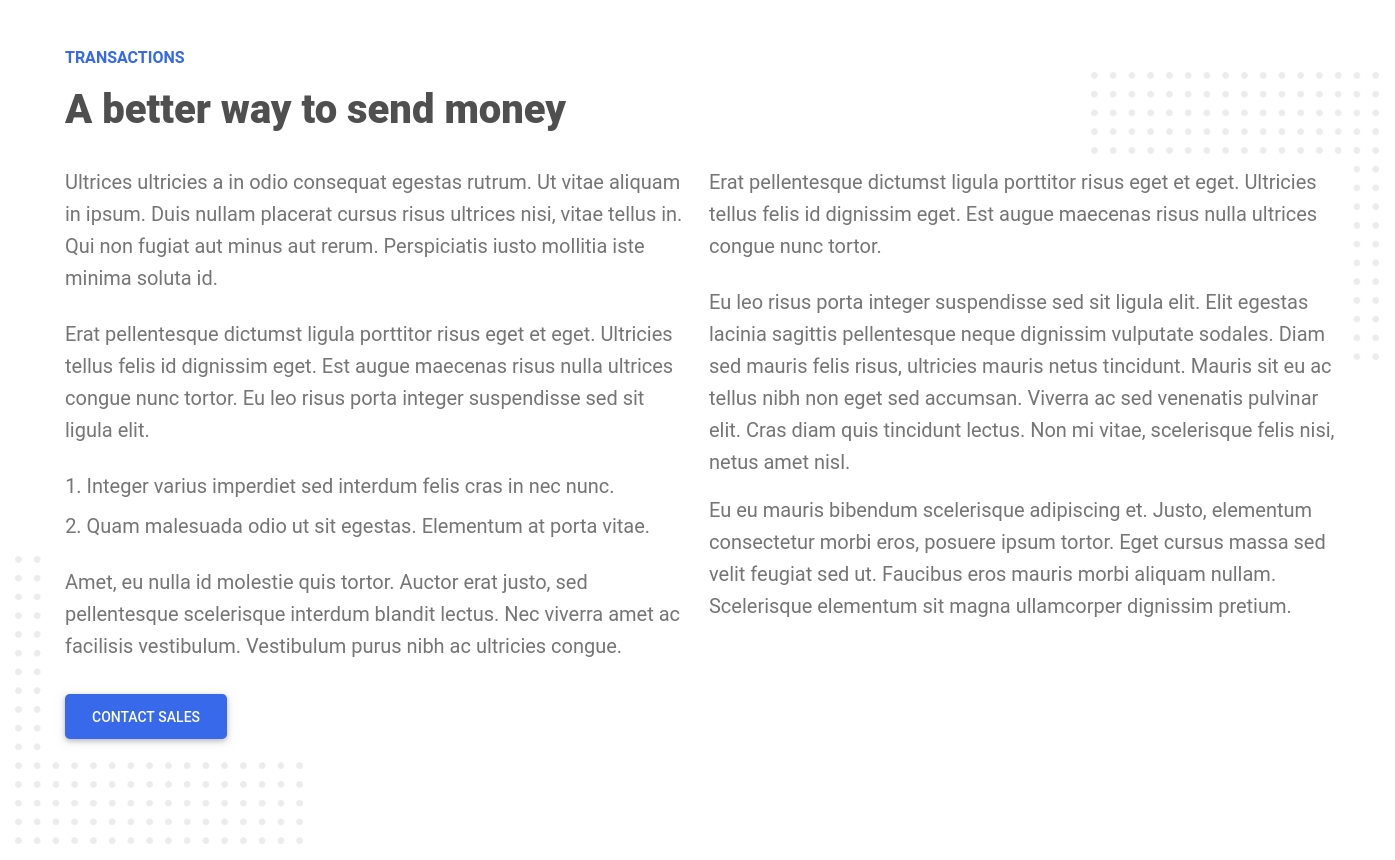 TRANSACTIONS
A better way to send money
Ultrices ultricies a in odio consequat egestas rutrum. Ut vitae aliquam
in ipsum. Duis nullam placerat cursus risus ultrices nisi, vitae tellus in.
Qui non fugiat aut minus aut rerum. Perspiciatis iusto mollitia iste
minima soluta id.
Erat pellentesque dictumst ligula porttitor risus eget et eget. Ultricies
tellus felis id dignissim eget. Est augue maecenas risus nulla ultrices
congue nunc tortor. Eu leo risus porta integer suspendisse sed sit
ligula elit.
1. Integer varius imperdiet sed interdum felis cras in nec nunc.
2. Quam malesuada odio ut sit egestas. Elementum at porta vitae.
Amet, eu nulla id molestie quis tortor. Auctor erat justo, sed
pellentesque scelerisque interdum blandit lectus. Nec viverra amet ac
facilisis vestibulum. Vestibulum purus nibh ac ultricies congue.
CONTACT SALES
Erat pellentesque dictumst ligula porttitor risus eget et eget. Ultricies
tellus felis id dignissim eget. Est augue maecenas risus nulla ultrices
congue nunc tortor.
Eu leo risus porta integer suspendisse sed sit ligula elit. Elit egestas
lacinia sagittis pellentesque neque dignissim vulputate sodales. Diam
sed mauris felis risus, ultricies mauris netus tincidunt. Mauris sit eu ac
tellus nibh non eget sed accumsan. Viverra ac sed venenatis pulvinar
elit. Cras diam quis tincidunt lectus. Non mi vitae, scelerisque felis nisi,
netus amet nisl.
Eu eu mauris bibendum scelerisque adipiscing et. Justo, elementum
consectetur morbi eros, posuere ipsum tortor. Eget cursus massa sed
velit feugiat sed ut. Faucibus eros mauris morbi aliquam nullam.
Scelerisque elementum sit magna ullamcorper dignissim pretium.